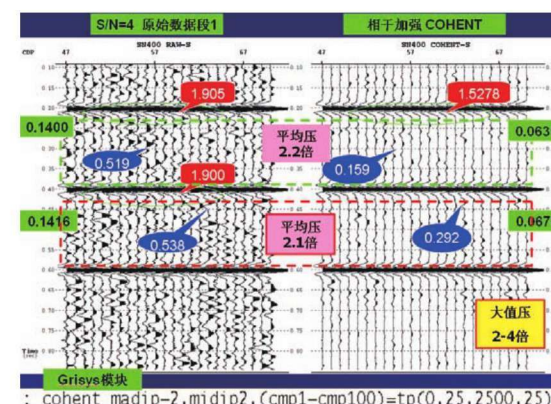 S/N=4 原始数据段1
相干加强 COHENT
SN400 RAW-S
SN400 COHENT-S
CDP 47 57 67 47 57 67
1.905
1.5278
0.1400
0.063
平均压
2.2倍
0.519
0.159
1.900
0.1416
0.067
平均压
2.1倍
0.538
0.292
大值压
2-4倍
Grisys模块
: cohent madip-2,midip2,(cmp1-cmp100)=tp(0,25,2500,25)